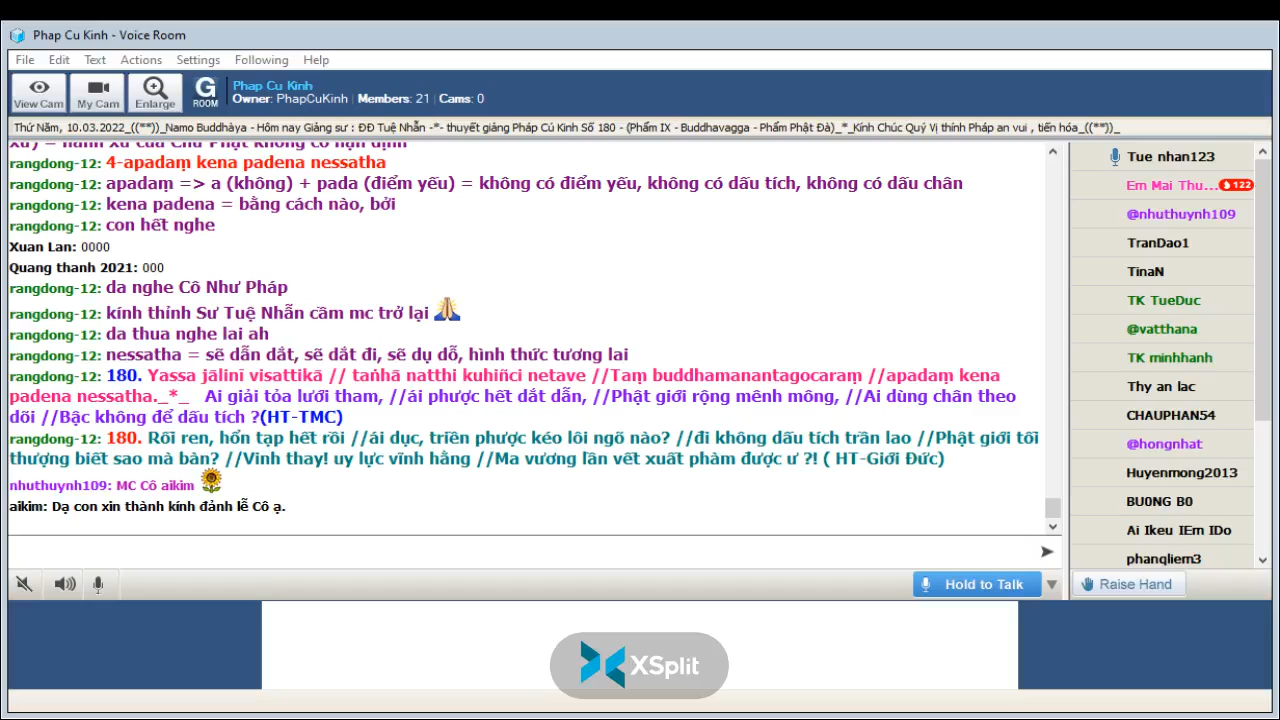 Phap Cu Kinh - Voice Room
File Edit Text Actions Settings Following Help
View Cam My Cam Enlarge G ROOM
Phap Cu Kinh
Owner: PhapCuKinh | Members: 21 | Cams: 0
Thứ Năm, 10.03.2022_((**))_Namo Buddhàya - Hôm nay Giảng sư : ĐĐ Tuệ Nhẫn -*- thuyết giảng Pháp Cú Kinh Số 180 - (Phẩm IX - Buddhavagga - Phẩm Phật Đà)_*_Kính Chúc Quý Vị thính Pháp an vui , tiến hóa_((**))_
xứ) = hành xứ của Chư Phật không có hạn định
rangdong-12: 4-apadaṃ kena padena nessatha
rangdong-12: apadaṃ => a (không) + pada (điểm yếu) = không có điểm yếu, không có dấu tích, không có dấu chân
rangdong-12: kena padena = bằng cách nào, bởi
rangdong-12: con hết nghe
Xuan Lan: 0000
Quang thanh 2021: 000
rangdong-12: da nghe Cô Như Pháp
rangdong-12: kính thỉnh Sư Tuệ Nhẫn cầm mc trở lại
rangdong-12: da thua nghe lai ah
rangdong-12: nessatha = sẽ dẫn dắt, sẽ dắt đi, sẽ dụ dỗ, hình thức tương lai
rangdong-12: 180. Yassa jālinī visattikā // taṅhā natthi kuhiñci netave //Taṃ buddhamanantagocaraṃ //apadaṃ kena
padena nessatha._*_ Ai giải tỏa lưới tham, //ái phược hết dắt dẫn, //Phật giới rộng mênh mông, //Ai dùng chân theo
dõi //Bậc không để dấu tích ?(HT-TMC)
rangdong-12: 180. Rối ren, hổn tạp hết rồi //ái dục, triền phược kéo lôi ngõ nào? //đi không dấu tích trần lao //Phật giới tối
thượng biết sao mà bàn? //Vinh thay! uy lực vĩnh hằng //Ma vương lần vết xuất phàm được ư ?! ( HT-Giới Đức)
nhuthuynh109: MC Cô aikim
aikim: Dạ con xin thành kính đảnh lễ Cô ạ.
Tue nhan123
Em Mai Thu... 122
@nhuthuynh109
TranDao1
TinaN
TK TueDuc
@vatthana
TK minhhanh
Thy an lac
CHAUPHAN54
@hongnhat
Huyenmong2013
BU0NG B0
Ai Ikeu IEm IDo
phanqliem3
Hold to Talk
Raise Hand
XSplit